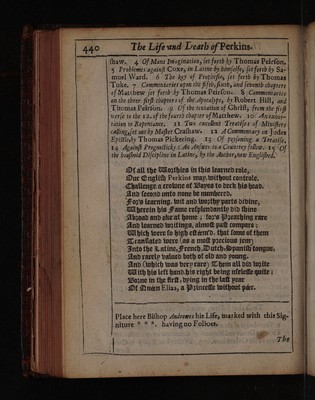 440 The Life and Death of Perkins.
shaw. 4 Of Mans Imagination, set forth by Thomas Peirson.
5 Problemes against Coxe, in Latine by himselfe, set forth by Sa-
muel Ward. 6 The key of Prophesie, set forth by Thomas
Tuke. 7 Commentaries upon the fifth, sixth, and seventh chapters
of Matthew set forth by Thomas Peirson. 8 Commentaries
on the three first chapters of the Apocalyps, by Robert Hill, and
Thomas Peirson. 9 Of the tentation of Christ, from the first
verse to the 12. of the fourth chapter of Matthew. 10 An exhor-
tation to Repentance. 11 Two excellent Treatises of Ministers
calling, set out by Master Crashaw. 12 A Commentary on Judes
Epistle, by Thomas Pickering. 13 Of poysoning a Treatise.
14 Against Prognosticks: An Answer to a Country fellow. 15 Of
the houshold Discipline in Latine, by the Author, now Englished.
Of all the Worthies in this learned role,
Our English Perkins may, without controle,
Challenge a crowne of Bayes to deck his head,
And second unto none be numbered.
For's learning, wit and worthy parts divine,
Wherein his Fame resplendantly did shine
Abroad and eke at home; for's Preaching rare
And learned writings, almost past compare:
Which were so high esteem'd, that some of them
Translated were (as a most precious jem)
Into the Latine, French, Dutch, Spanish tongue,
And rarely valued both of old and young.
And (which was very rare) Them all did write
With his left hand, his right being uselesse quite;
Borne in the first, dying in the last year
Of Queen Eliza, a Princesse without peer.
Place here Bishop Andrewes his Life, marked with this Sig-
niture * * *. having no Folioes.
The